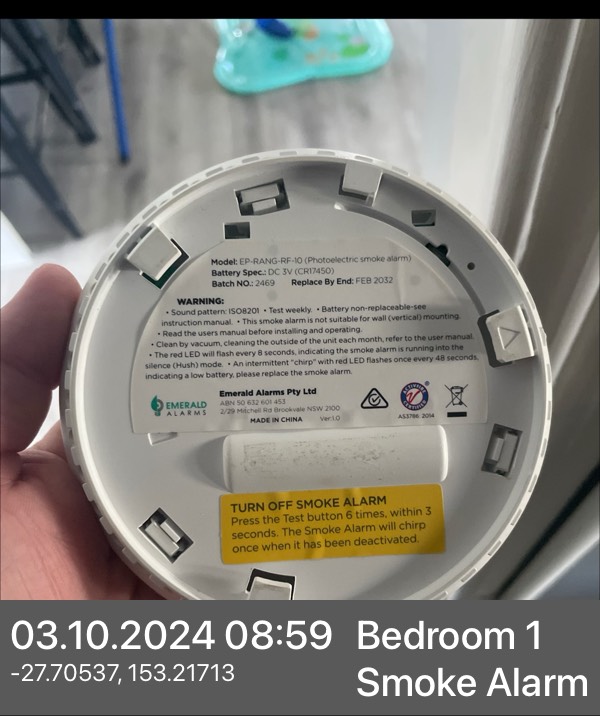 Model: EP-RANG-RF-10 (Photoelectric smoke alarm)
Battery Spec.: DC 3V (CR17450)
Batch NO.: 2469 Replace By End: FEB 2032
WARNING:
• Sound pattern: ISO8201 • Test weekly. • Battery non-replaceable-see
instruction manual. • This smoke alarm is not suitable for wall (vertical) mounting.
• Read the users manual before installing and operating.
• Clean by vacuum, cleaning the outside of the unit each month, refer to the user manual.
• The red LED will flash every 8 seconds, indicating the smoke alarm is running into the
silence (Hush) mode. • An intermittent "chirp" with red LED flashes once every 48 seconds,
indicating a low battery, please replace the smoke alarm.
EMERALD
ALARMS
Emerald Alarms Pty Ltd
ABN 50 632 601 453
2/29 Mitchell Rd Brookvale NSW 2100
MADE IN CHINA Ver:1.0
AS3786 2014
TURN OFF SMOKE ALARM
Press the Test button 6 times, within 3
seconds. The Smoke Alarm will chirp
once when it has been deactivated.
03.10.2024 08:59
-27.70537, 153.21713
Bedroom 1
Smoke Alarm